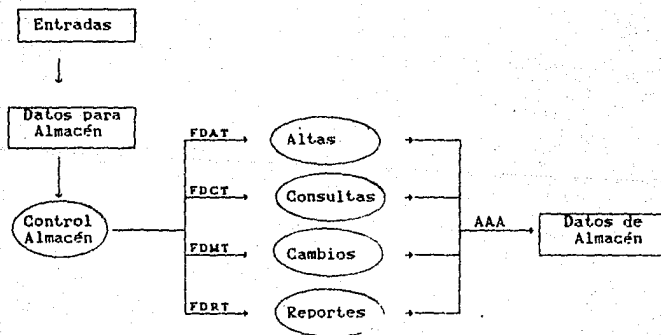 Entradas
Datos para
Almacén
Control
Almacén
FDAT
Altas
FDCT
Consultas
FDMT
Cambios
FDRT
Reportes
AAA
Datos de
Almacén